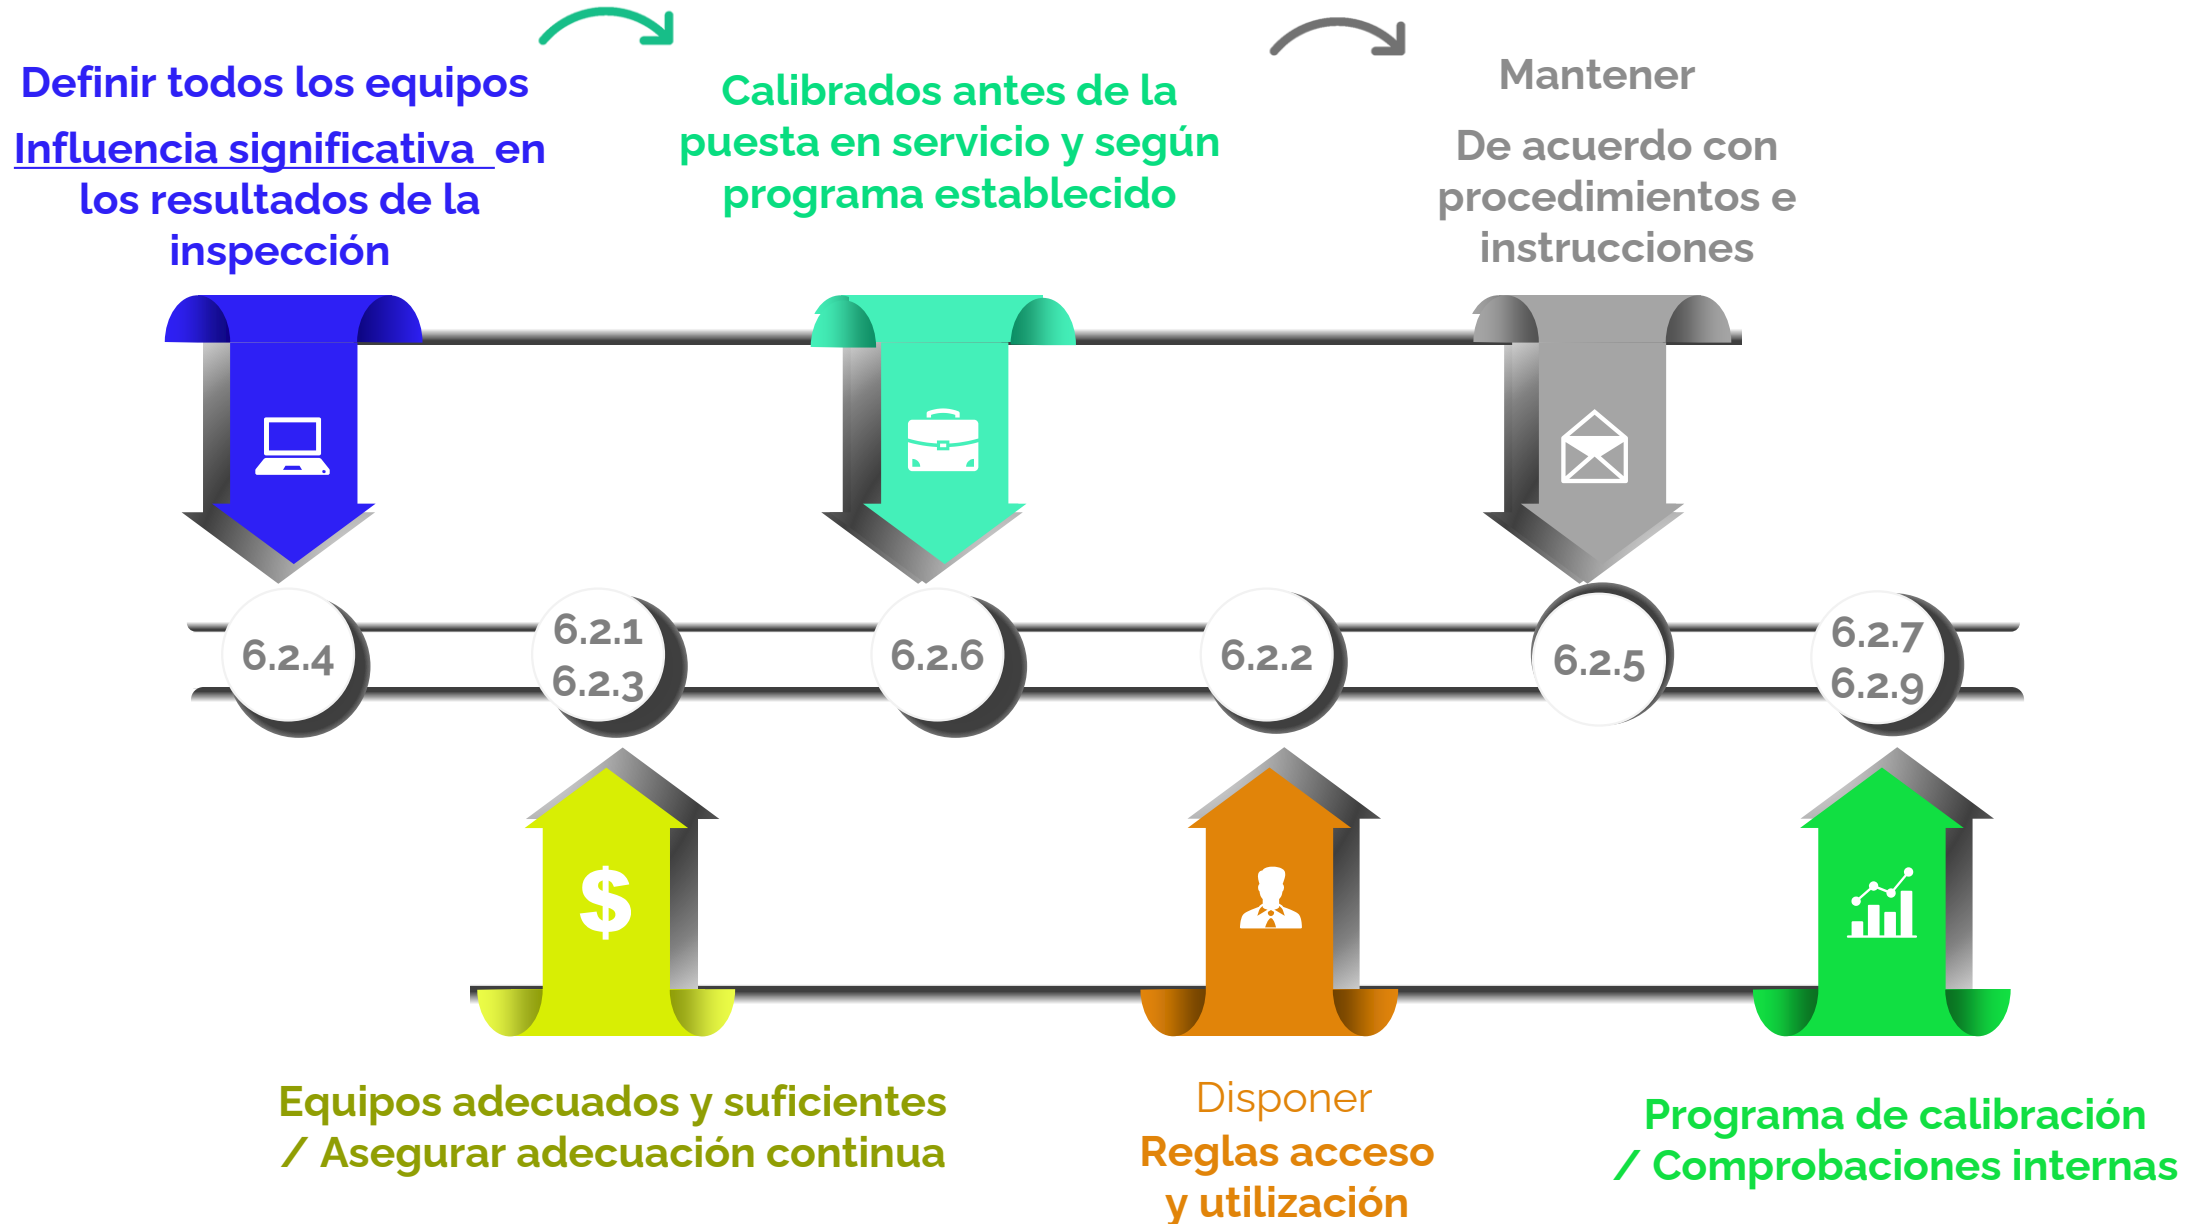 Definir todos los equipos
Influencia significativa en
los resultados de la
inspección
Calibrados antes de la
puesta en servicio y según
programa establecido
Mantener
De acuerdo con
procedimientos e
instrucciones
6.2.4
6.2.1
6.2.3
6.2.6
6.2.2
6.2.5
6.2.7
6.2.9
$
Equipos adecuados y suficientes
/ Asegurar adecuación continua
Disponer
Reglas acceso
y utilización
Programa de calibración
/ Comprobaciones internas